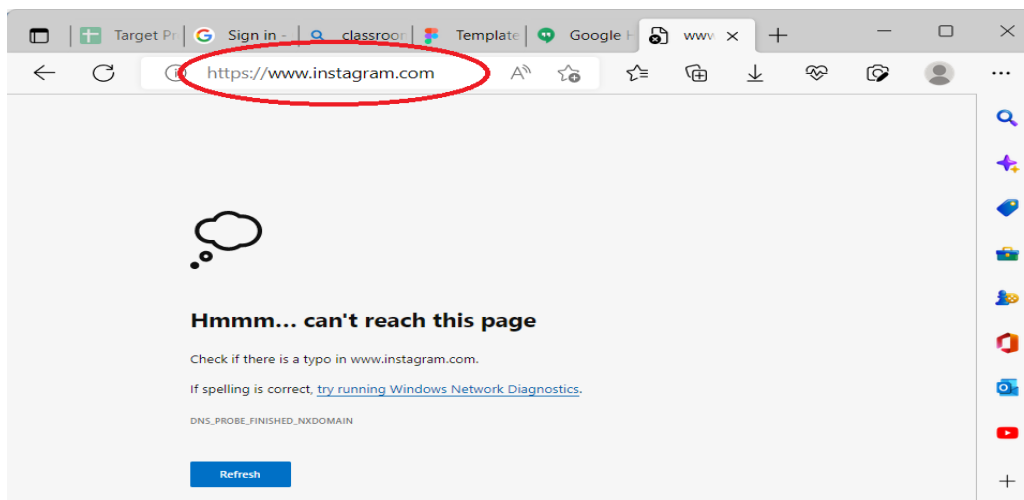 Target Pr
Sign in -
classroom
Template
Google H
www
https://www.instagram.com
Hmmm... can't reach this page
Check if there is a typo in www.instagram.com.
If spelling is correct, try running Windows Network Diagnostics.
DNS_PROBE_FINISHED_NXDOMAIN
Refresh